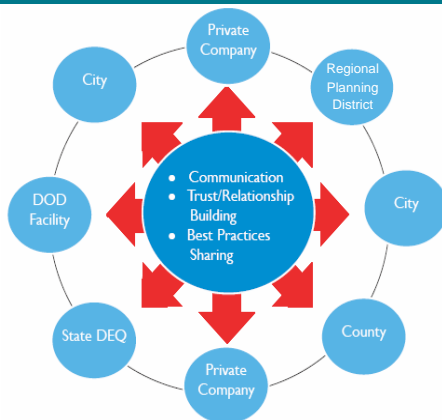 Private
Company
City
Regional
Planning
District
• Communication
• Trust/Relationship
Building
• Best Practices
Sharing
DOD
Facility
City
State DEQ
County
Private
Company